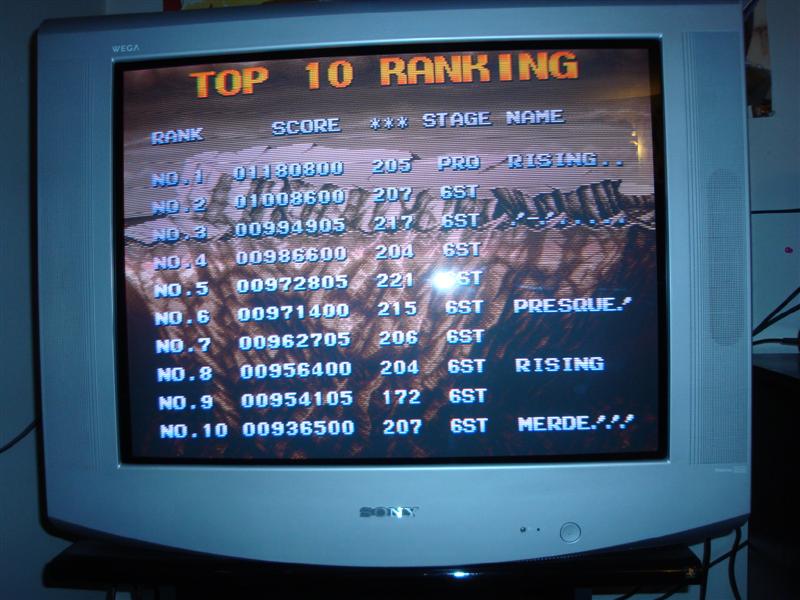 WEGA
TOP 10 RANKING
RANK SCORE *** STAGE NAME
NO.1 01180800 205 PRO RISING..
NO.2 01008600 207 6ST
NO.3 00994905 217 6ST
NO.4 00986600 204 6ST
NO.5 00972805 221 6ST
NO.6 00971400 215 6ST PRESQUE!
NO.7 00962705 206 6ST
NO.8 00956400 204 6ST RISING
NO.9 00954105 172 6ST
NO.10 00936500 207 6ST MERDE!!!
SONY